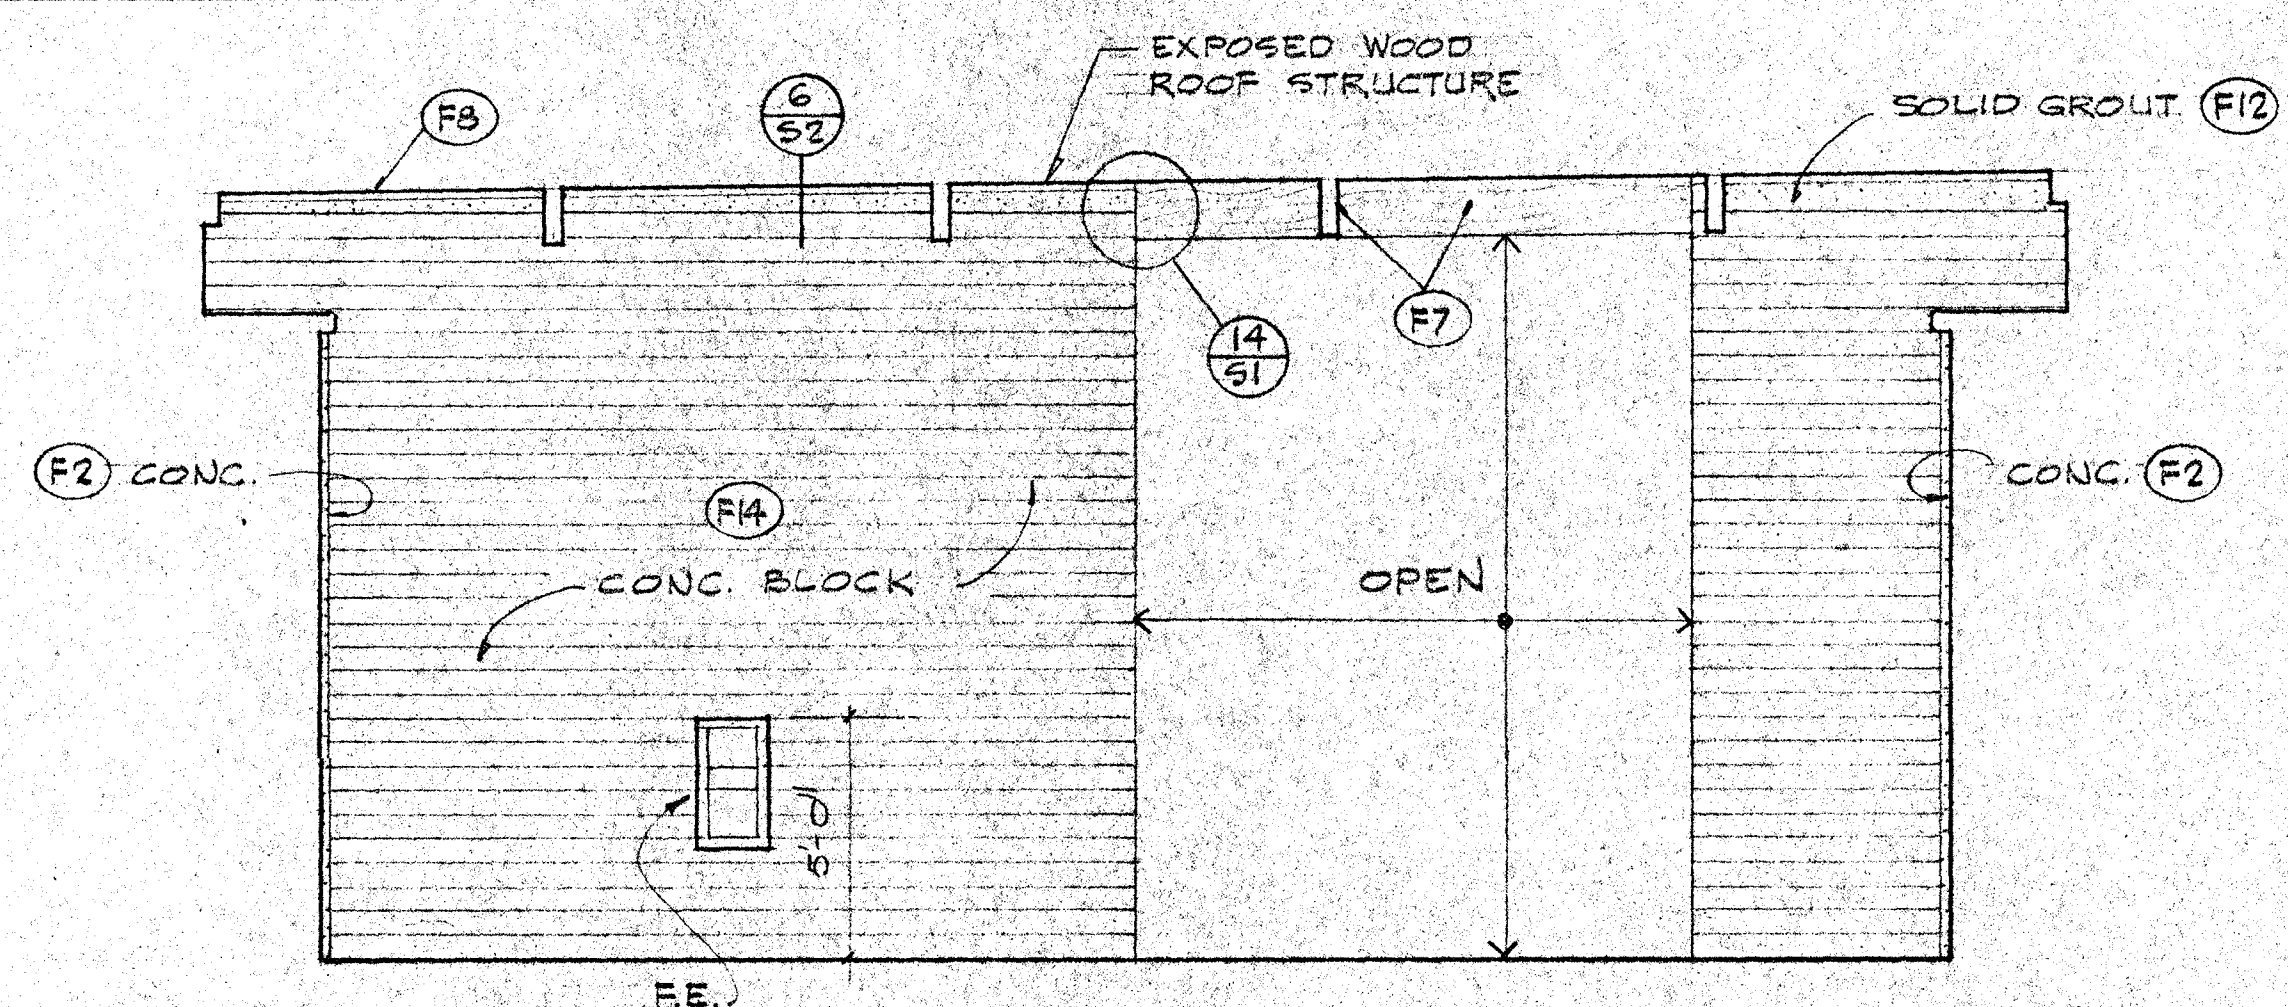 EXPOSED WOOD
ROOF STRUCTURE
F8
6
S2
SOLID GROUT F12
F7
14
S1
F2 CONC.
CONC. F2
F14
CONC. BLOCK
OPEN
5'-0"
F.E.